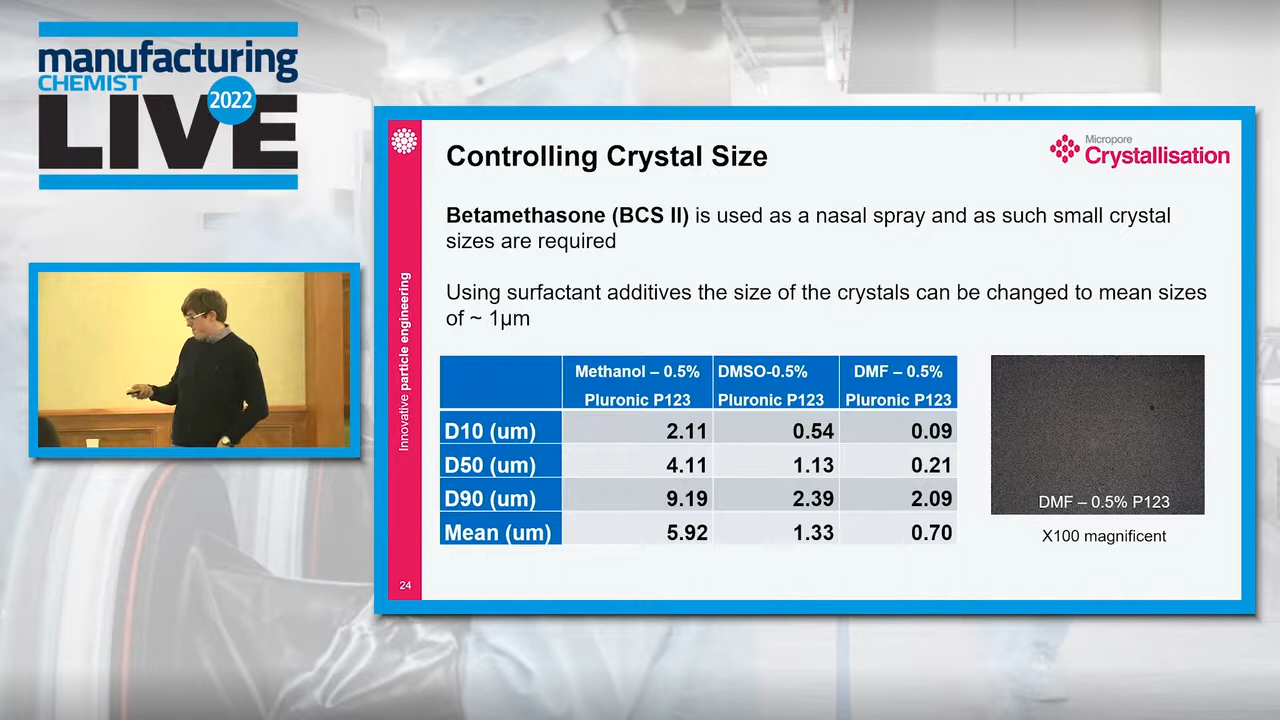 manufacturing
CHEMIST
2022
LIVE
Controlling Crystal Size
Micropore
Crystallisation
Betamethasone (BCS II) is used as a nasal spray and as such small crystal
sizes are required
Using surfactant additives the size of the crystals can be changed to mean sizes
of ~ 1μm
Innovative particle engineering
Methanol – 0.5% DMSO-0.5% DMF – 0.5%
Pluronic P123 Pluronic P123 Pluronic P123
D10 (um) 2.11 0.54 0.09
D50 (um) 4.11 1.13 0.21
D90 (um) 9.19 2.39 2.09
Mean (um) 5.92 1.33 0.70
DMF – 0.5% P123
X100 magnificent
24